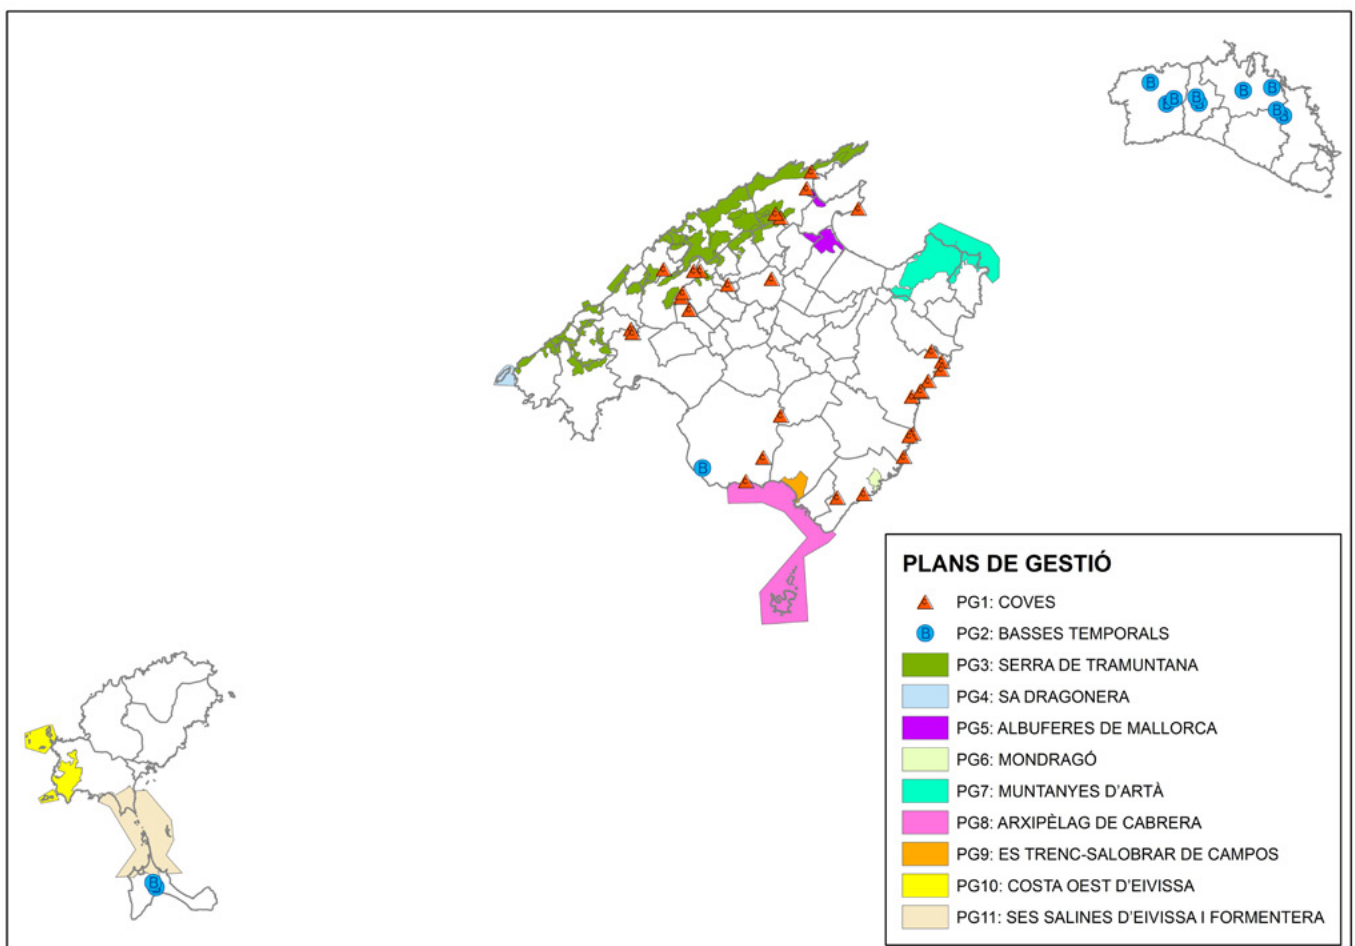 PLANS DE GESTIÓ
PG1: COVES
B PG2: BASSES TEMPORALS
PG3: SERRA DE TRAMUNTANA
PG4: SA DRAGONERA
PG5: ALBUFERES DE MALLORCA
PG6: MONDRAGÓ
PG7: MUNTANYES D'ARTÀ
PG8: ARXIPÈLAG DE CABRERA
PG9: ES TRENC-SALOBRAR DE CAMPOS
PG10: COSTA OEST D'EIVISSA
PG11: SES SALINES D'EIVISSA I FORMENTERA